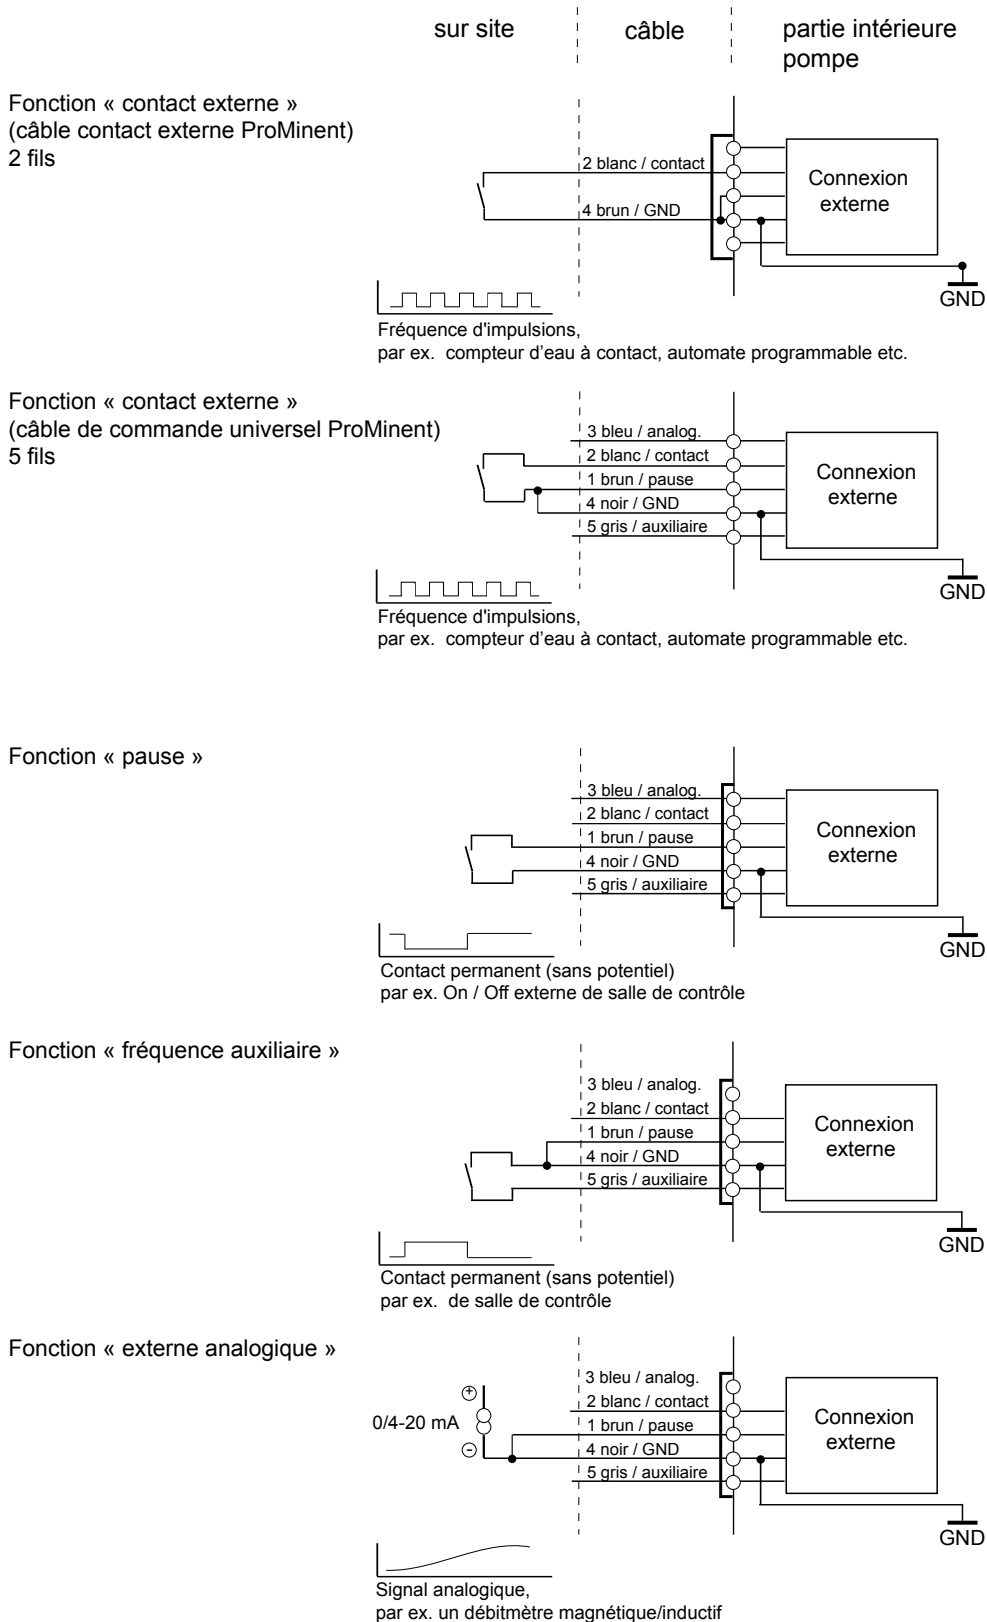 sur site
câble
partie intérieure
pompe
Fonction « contact externe »
(câble contact externe ProMinent)
2 fils
2 blanc / contact
4 brun / GND
Connexion
externe
GND
Fréquence d'impulsions,
par ex.  compteur d’eau à contact, automate programmable etc.
Fonction « contact externe »
(câble de commande universel ProMinent)
5 fils
3 bleu / analog.
2 blanc / contact
1 brun / pause
4 noir / GND
5 gris / auxiliaire
Connexion
externe
GND
Fréquence d'impulsions,
par ex.  compteur d’eau à contact, automate programmable etc.
Fonction « pause »
3 bleu / analog.
2 blanc / contact
1 brun / pause
4 noir / GND
5 gris / auxiliaire
Connexion
externe
GND
Contact permanent (sans potentiel)
par ex. On / Off externe de salle de contrôle
Fonction « fréquence auxiliaire »
3 bleu / analog.
2 blanc / contact
1 brun / pause
4 noir / GND
5 gris / auxiliaire
Connexion
externe
GND
Contact permanent (sans potentiel)
par ex.  de salle de contrôle
Fonction « externe analogique »
+
0/4-20 mA
-
3 bleu / analog.
2 blanc / contact
1 brun / pause
4 noir / GND
5 gris / auxiliaire
Connexion
externe
GND
Signal analogique,
par ex. un débitmètre magnétique/inductif